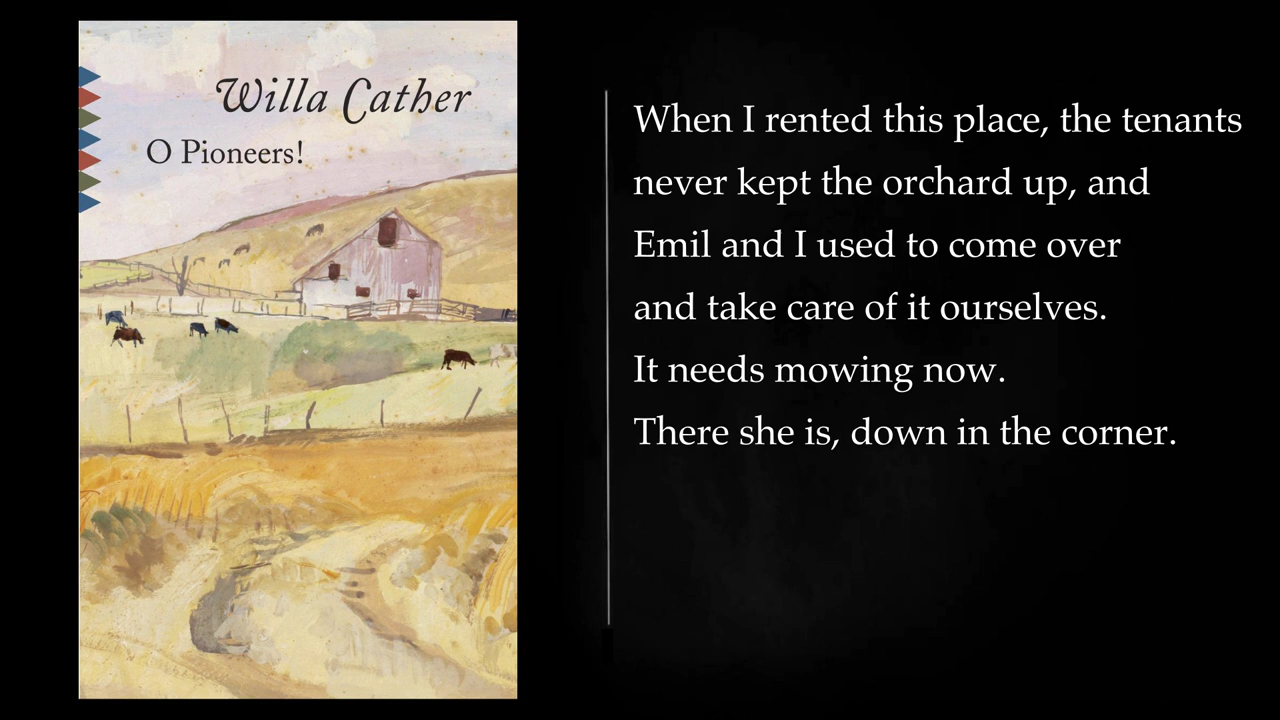 Willa Cather
O Pioneers!
When I rented this place, the tenants
never kept the orchard up, and
Emil and I used to come over
and take care of it ourselves.
It needs mowing now.
There she is, down in the corner.